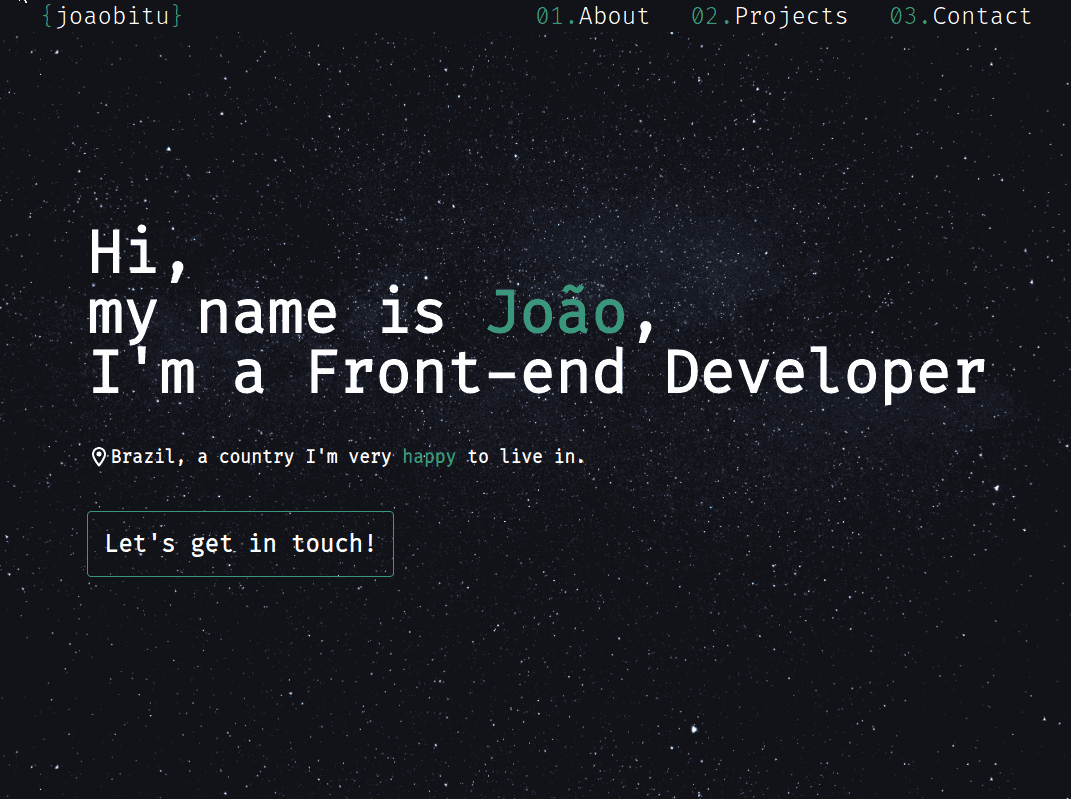 {joaobitu} 01.About 02.Projects 03.Contact
Hi,
my name is João,
I'm a Front-end Developer
Brazil, a country I'm very happy to live in.
Let's get in touch!